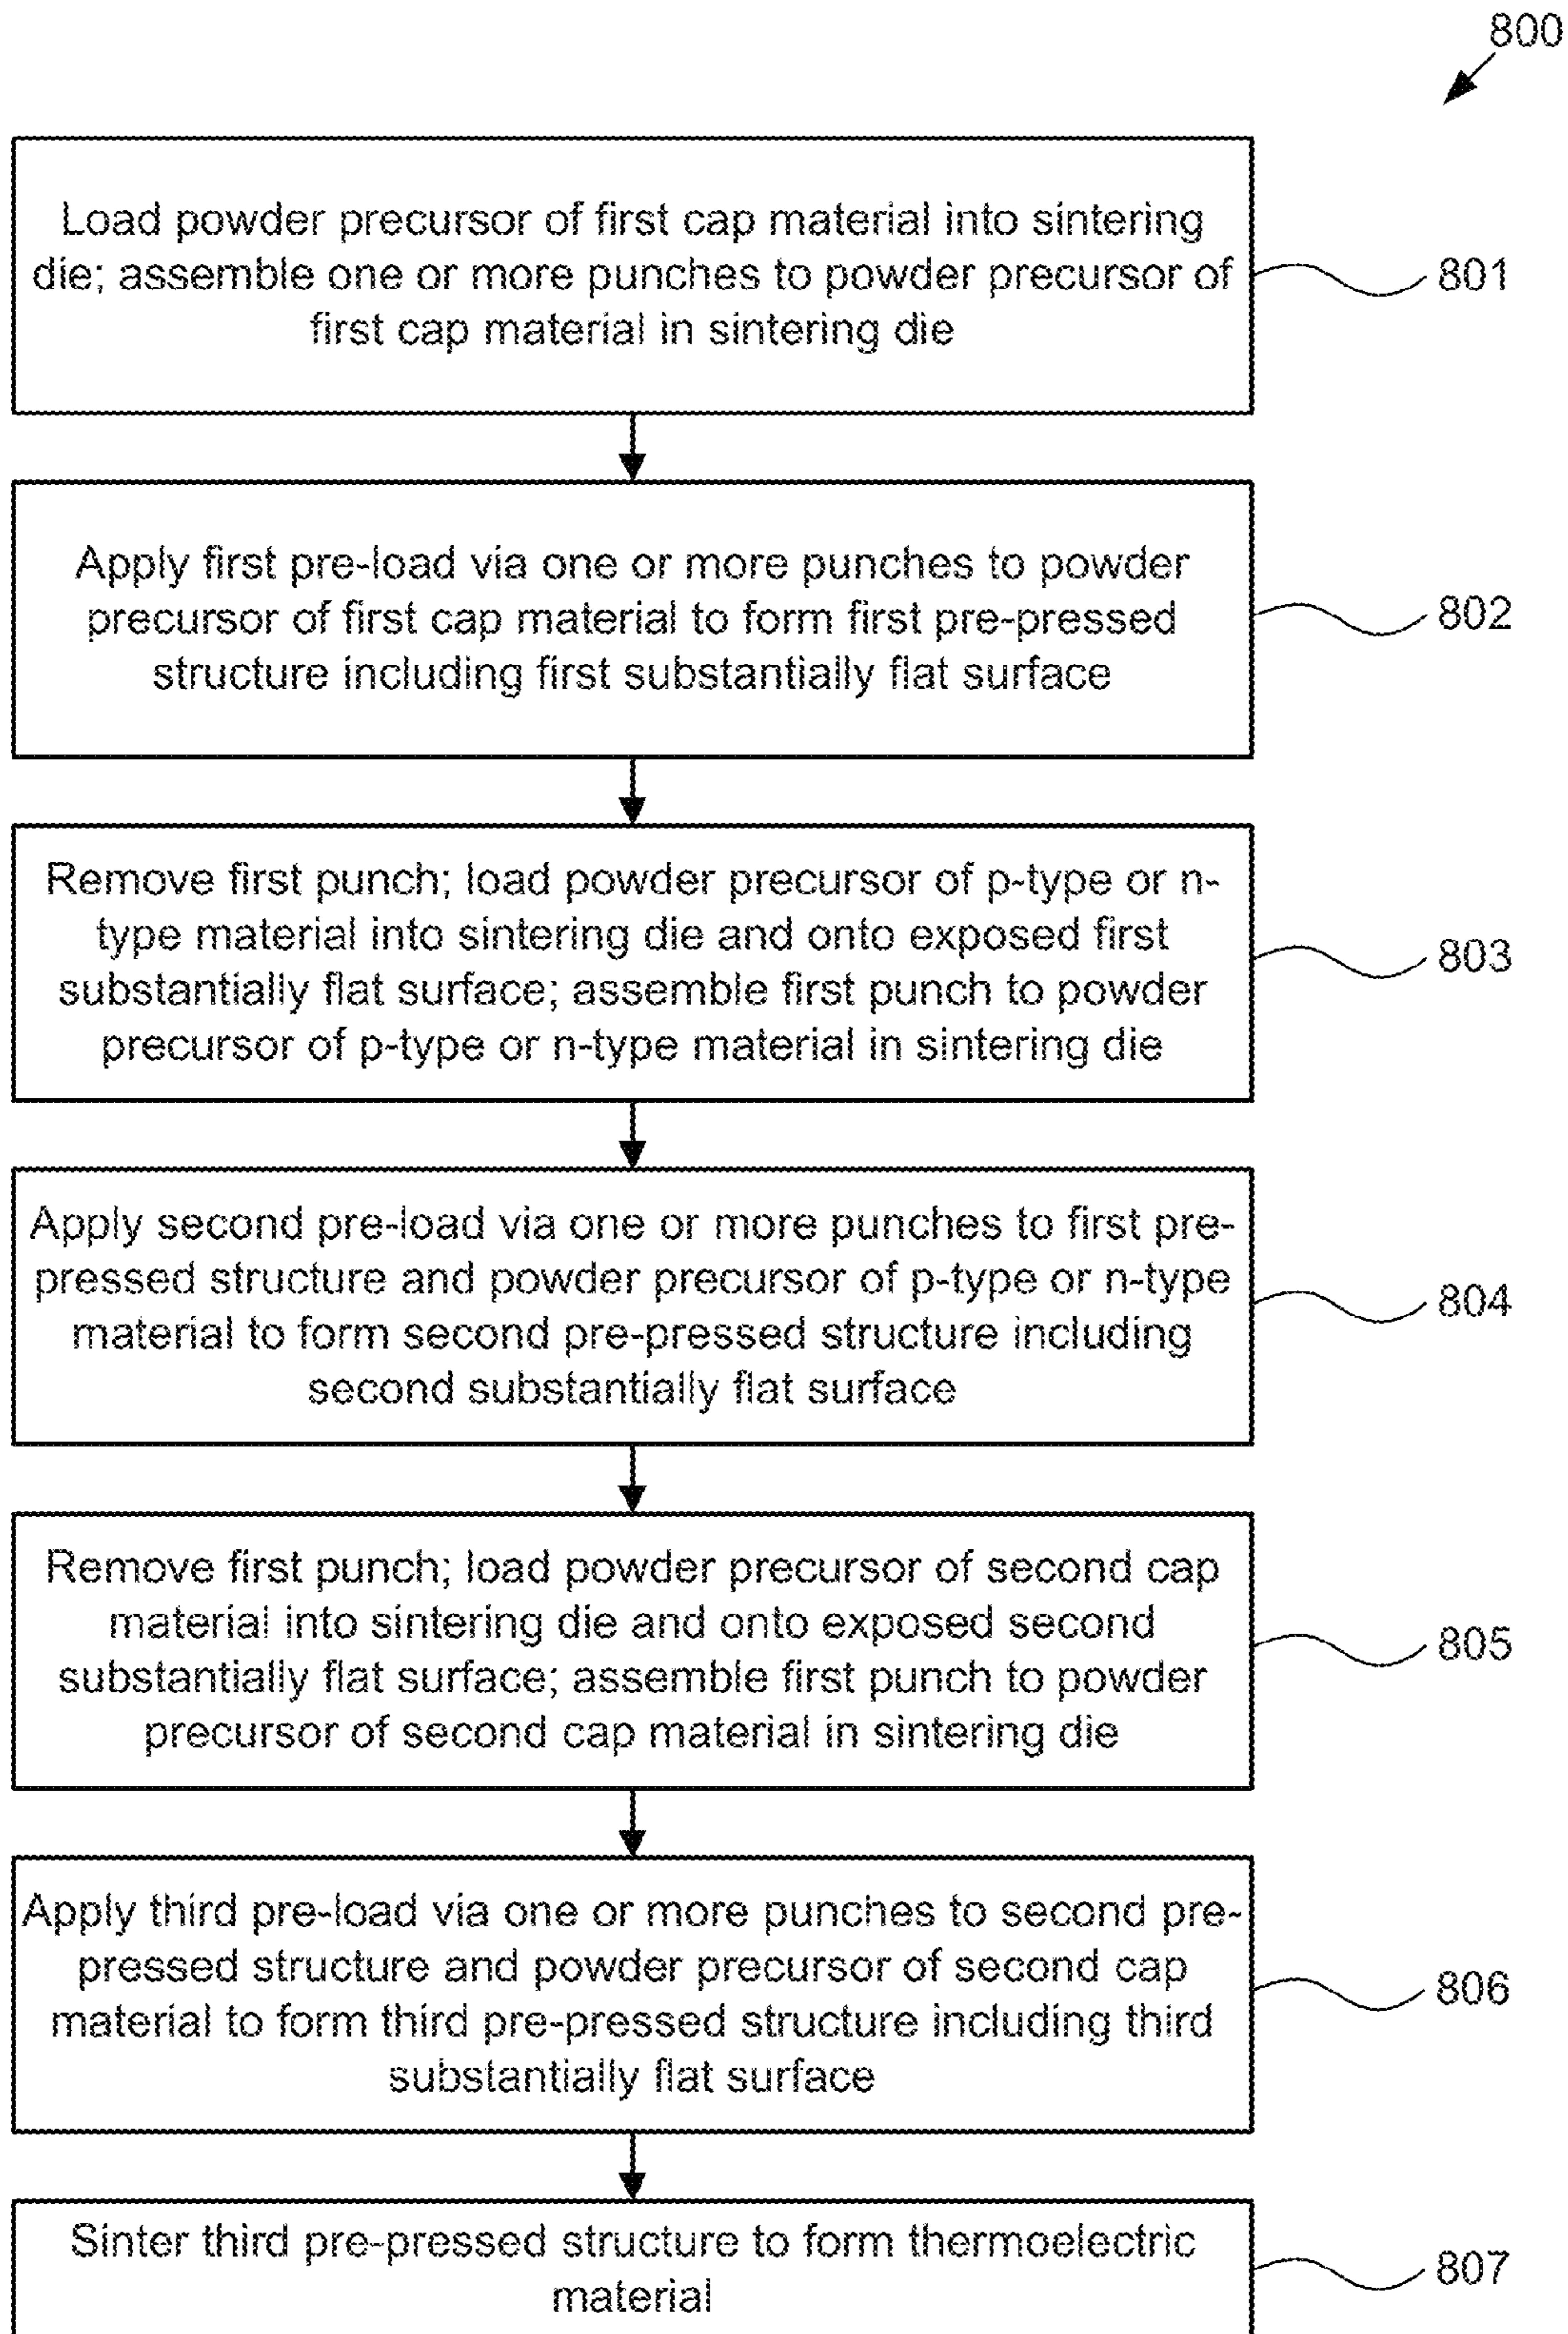 800
Load powder precursor of first cap material into sintering
die; assemble one or more punches to powder precursor of
first cap material in sintering die
801
Apply first pre-load via one or more punches to powder
precursor of first cap material to form first pre-pressed
structure including first substantially flat surface
802
Remove first punch; load powder precursor of p-type or n-
type material into sintering die and onto exposed first
substantially flat surface; assemble first punch to powder
precursor of p-type or n-type material in sintering die
803
Apply second pre-load via one or more punches to first pre-
pressed structure and powder precursor of p-type or n-type
material to form second pre-pressed structure including
second substantially flat surface
804
Remove first punch; load powder precursor of second cap
material into sintering die and onto exposed second
substantially flat surface; assemble first punch to powder
precursor of second cap material in sintering die
805
Apply third pre-load via one or more punches to second pre-
pressed structure and powder precursor of second cap
material to form third pre-pressed structure including third
substantially flat surface
806
Sinter third pre-pressed structure to form thermoelectric
material
807